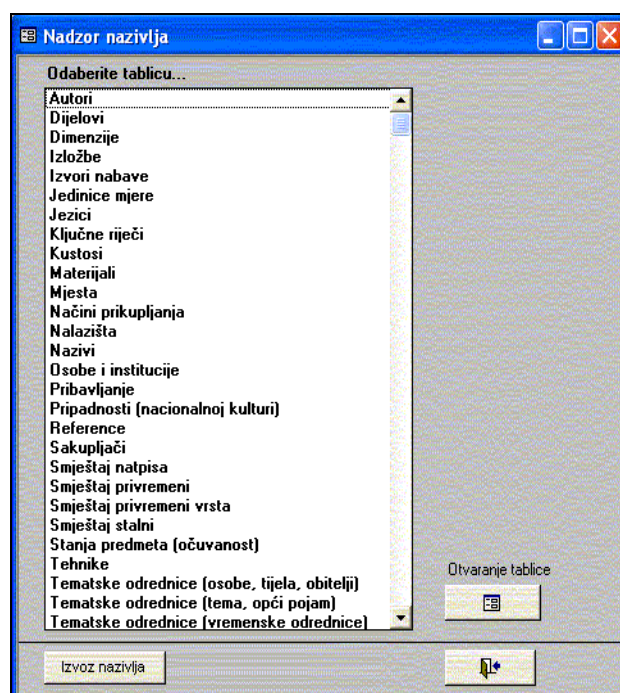 Nadzor nazivlja
Odaberite tablicu...
Autori
Dijelovi
Dimenzije
Izložbe
Izvori nabave
Jedinice mjere
Jezici
Ključne riječi
Kustosi
Materijali
Mjesta
Načini prikupljanja
Nalazišta
Nazivi
Osobe i institucije
Pribavljanje
Pripadnosti (nacionalnoj kulturi)
Reference
Sakupljači
Smještaj natpisa
Smještaj privremeni
Smještaj privremeni vrsta
Smještaj stalni
Stanja predmeta (očuvanost)
Tehnike
Tematske odrednice (osobe, tijela, obitelji)
Tematske odrednice (tema, opći pojam)
Tematske odrednice (vremenske odrednice)
Otvaranje tablice
Izvoz nazivlja